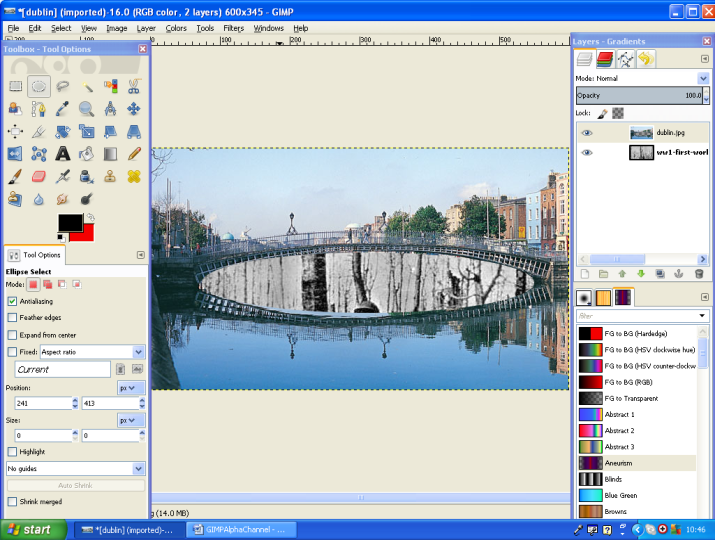 *[dublin] (imported)-16.0 (RGB color, 2 layers) 600x345 - GIMP
File Edit Select View Image Layer Colors Tools Filters Windows Help
Toolbox - Tool Options
100 200 300 400 500
Tool Options
Ellipse Select
Mode:
Antialiasing
Feather edges
Expand from center
Fixed: Aspect ratio
Current
Position: px
241 413
Size: px
0 0
Highlight
No guides
Auto Shrink
Shrink merged
(14.0 MB)
Layers - Gradients
Mode: Normal
Opacity 100.0
Lock:
dublin.jpg
ww1-first-worl
filter
FG to BG (Hardedge)
FG to BG (HSV clockwise hue)
FG to BG (HSV counter-clockw
FG to BG (RGB)
FG to Transparent
Abstract 1
Abstract 2
Abstract 3
Aneurism
Blinds
Blue Green
Browns
start
*[dublin] (imported)-...
GIMPAlphaChannel - ...
10:46